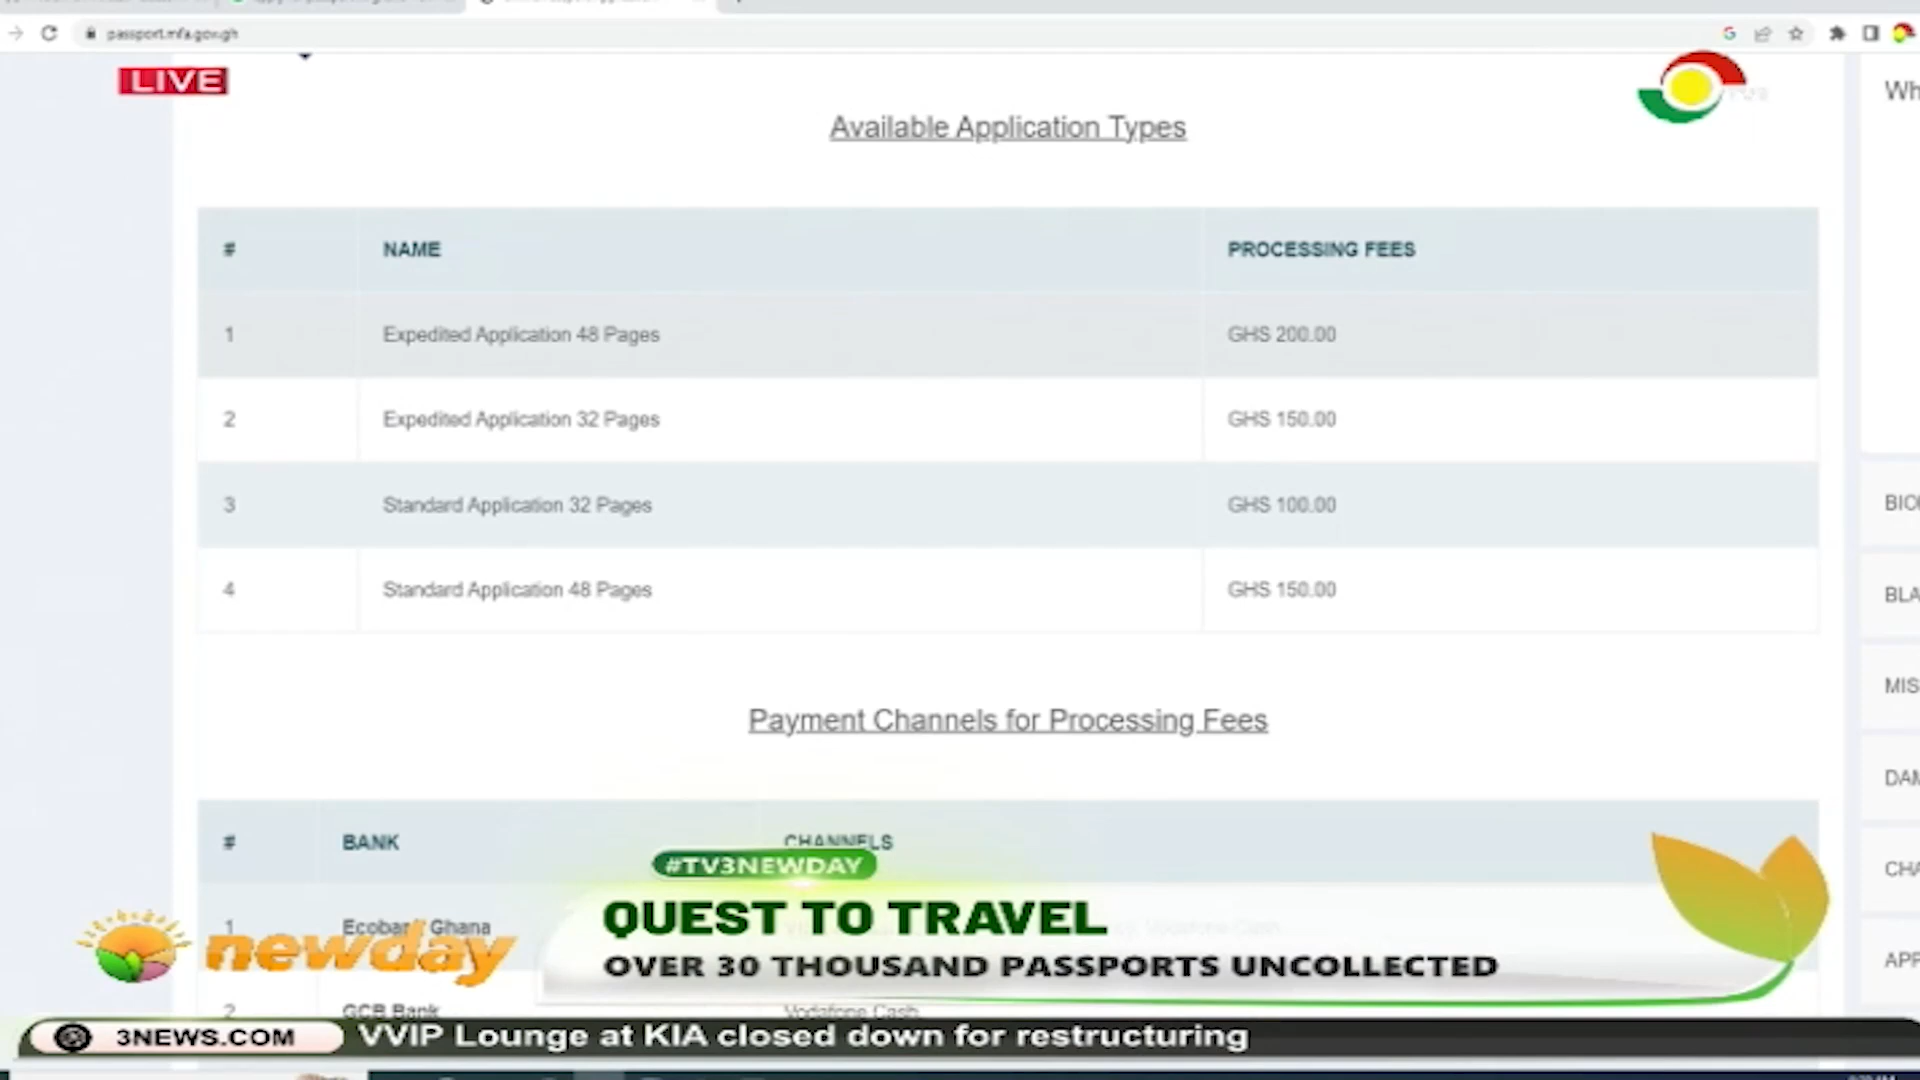 passport.mfa.gov.gh
LIVE
Wh
Available Application Types
# NAME PROCESSING FEES
1 Expedited Application 48 Pages GHS 200.00
2 Expedited Application 32 Pages GHS 150.00
3 Standard Application 32 Pages GHS 100.00
4 Standard Application 48 Pages GHS 150.00
BIO
BLA
MIS
DAM
CHA
APP
Payment Channels for Processing Fees
# BANK CHANNELS
1 Ecobank Ghana Vodafone Cash
2 GCB Bank Vodafone Cash
#TV3NEWDAY
QUEST TO TRAVEL
OVER 30 THOUSAND PASSPORTS UNCOLLECTED
newday
3NEWS.COM VVIP Lounge at KIA closed down for restructuring